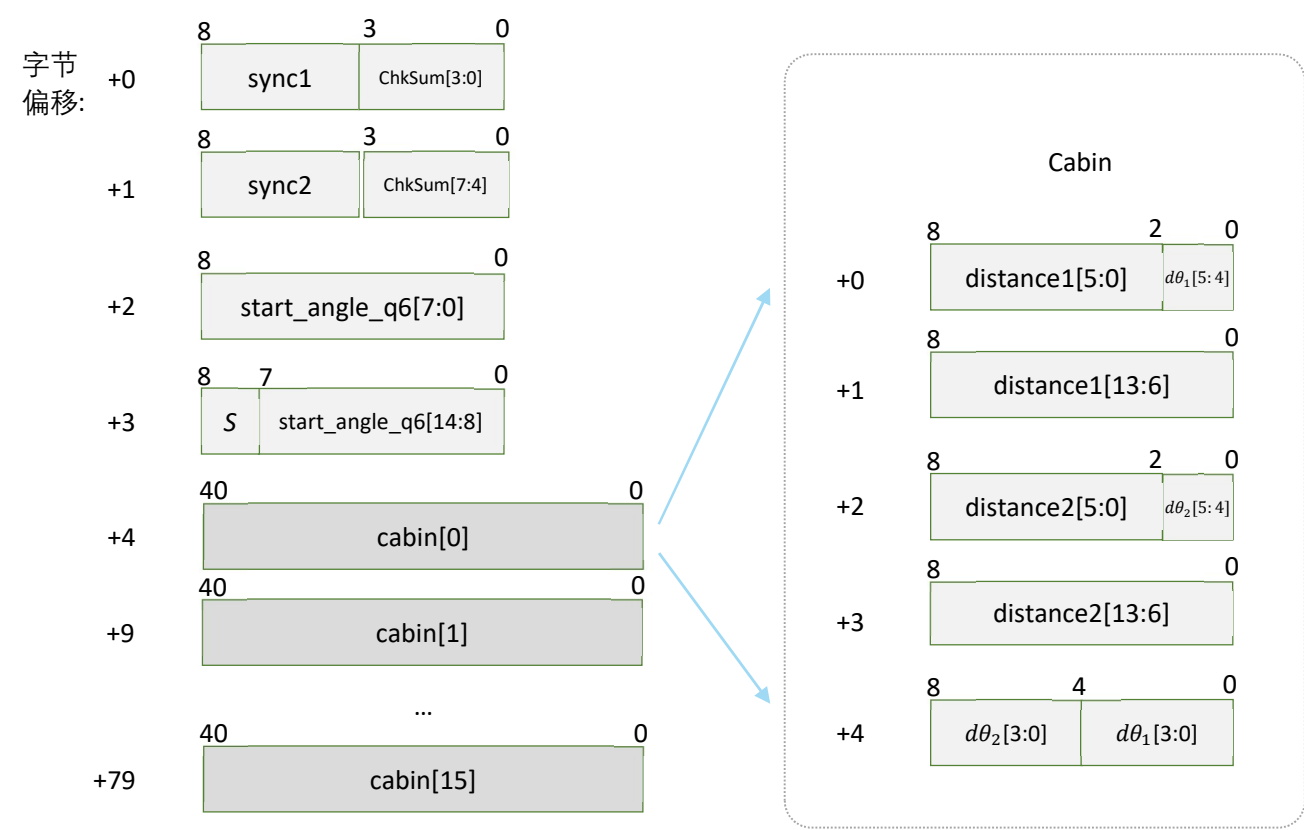 8 3 0
字节
偏移:
+0 sync1 ChkSum[3:0]
8 3 0
+1 sync2 ChkSum[7:4]
8 0
+2 start_angle_q6[7:0]
8 7 0
+3 S start_angle_q6[14:8]
40 0
+4 cabin[0]
40 0
+9 cabin[1]
...
40 0
+79 cabin[15]
Cabin
8 2 0
+0 distance1[5:0] dθ₁[5:4]
8 0
+1 distance1[13:6]
8 2 0
+2 distance2[5:0] dθ₂[5:4]
8 0
+3 distance2[13:6]
8 4 0
+4 dθ₂[3:0] dθ₁[3:0]